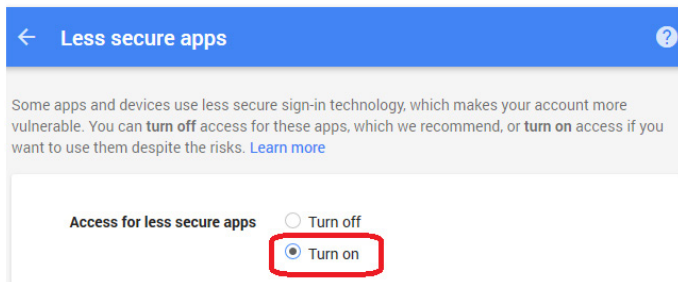 Less secure apps
Some apps and devices use less secure sign-in technology, which makes your account more
vulnerable. You can turn off access for these apps, which we recommend, or turn on access if you
want to use them despite the risks. Learn more
Access for less secure apps Turn off
Turn on